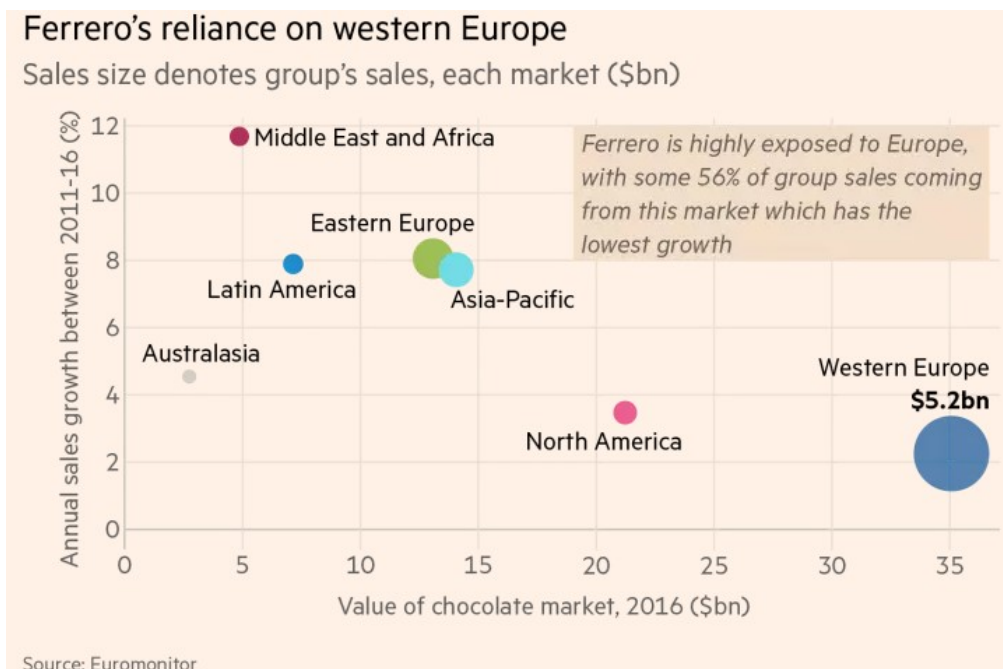 Ferrero's reliance on western Europe
Sales size denotes group's sales, each market ($bn)
Annual sales growth between 2011-16 (%)
12
10
8
6
4
2
0
Middle East and Africa
Ferrero is highly exposed to Europe,
with some 56% of group sales coming
from this market which has the
lowest growth
Eastern Europe
Latin America
Asia-Pacific
Australasia
Western Europe
$5.2bn
North America
0 5 10 15 20 25 30 35
Value of chocolate market, 2016 ($bn)
Source: Euromonitor